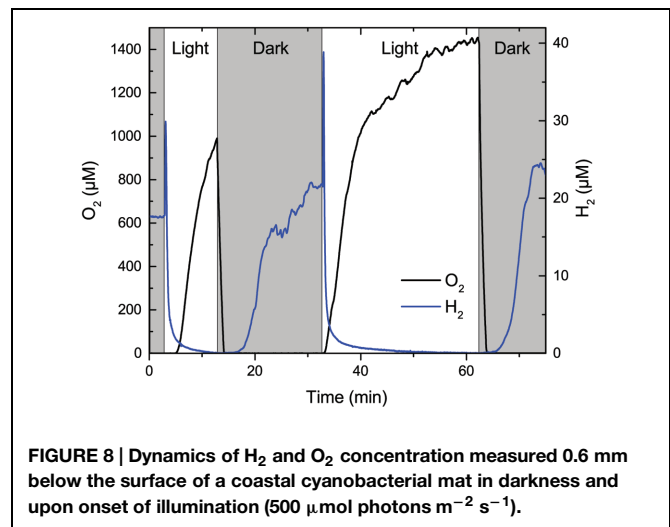 Light Dark Light Dark
1400
1200
1000
800
600
400
200
0
O₂ (µM)
40
30
20
10
0
H₂ (µM)
O₂
H₂
0 20 40 60
Time (min)
FIGURE 8 | Dynamics of H₂ and O₂ concentration measured 0.6 mm
below the surface of a coastal cyanobacterial mat in darkness and
upon onset of illumination (500 µmol photons m⁻² s⁻¹).